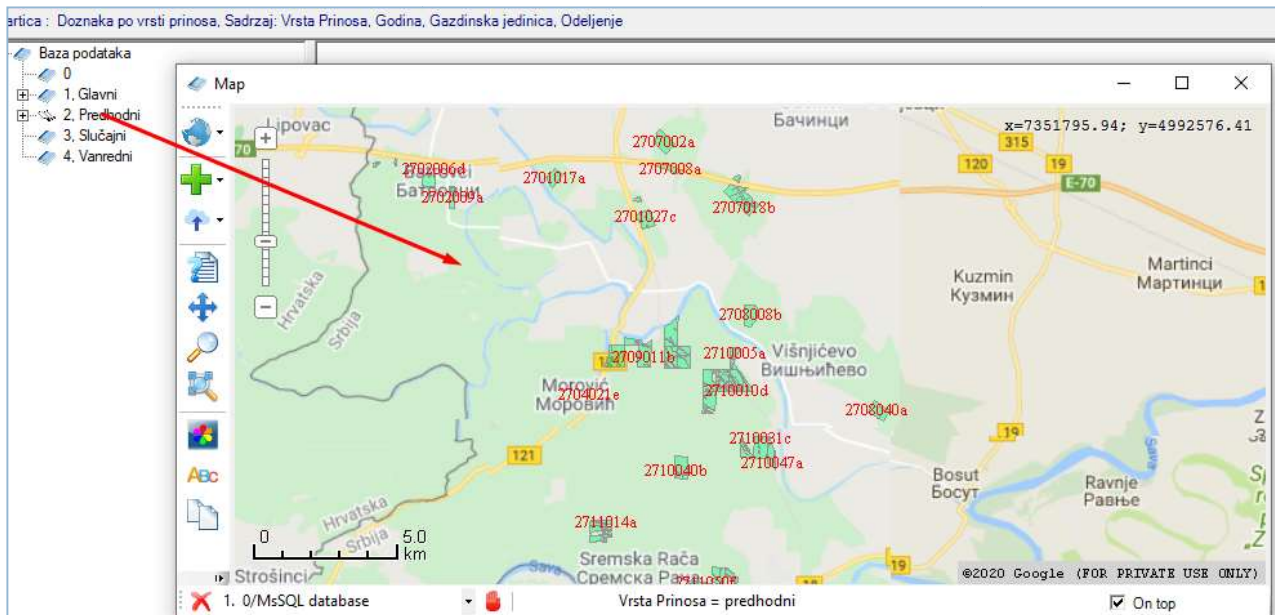 artica : Doznaka po vrsti prinosa, Sadrzaj: Vrsta Prinosa, Godina, Gazdinska jedinica, Odeljenje
Baza podataka
0
1, Glavni
2, Predhodni
3, Slučajni
4, Vanredni
Map
x=7351795.94; y=4992576.41
Lipovac
Бачинци
70
2707002a
315
120
19
E-70
2702006d
Батровци
2702009a
2701017a
2707008a
2707018b
2701027c
Hrvatska
Srbija
Kuzmin
Кузмин
Martinci
Мартинци
2708008b
2709011b
2710005a
Višnjićevo
Вишњићево
Morović
Моровић
2704021e
2710010d
2708040a
121
2710031c
2710047a
2710040b
19
Bosut
Босут
Ravnje
Равње
Sava
Hrvatska
Srbija
2711014a
0 5.0
km
Sremska Rača
Сремска Рача
Strošinci
Sava
19
©2020 Google (FOR PRIVATE USE ONLY)
ABC
1. 0/MsSQL database
Vrsta Prinosa = predhodni
On top